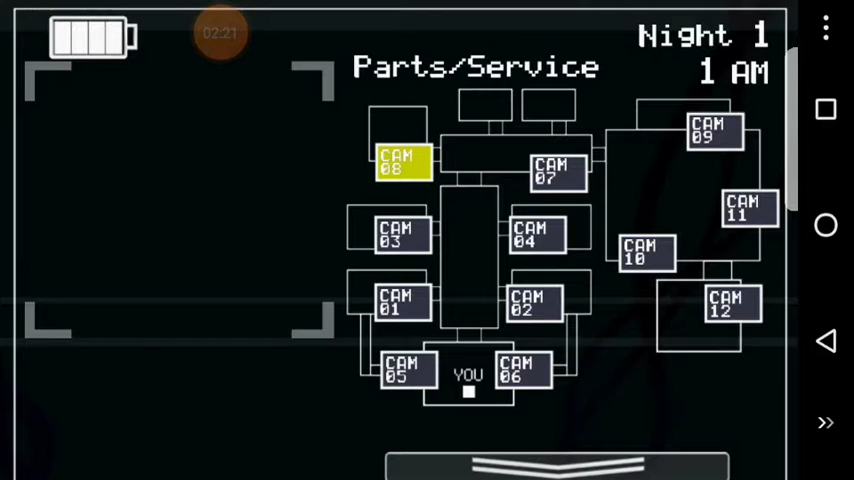 02:21
Night 1
Parts/Service
1 AM
CAM
09
CAM
08
CAM
07
CAM
11
CAM
03
CAM
04
CAM
10
CAM
01
CAM
02
CAM
12
CAM
05
YOU
CAM
06